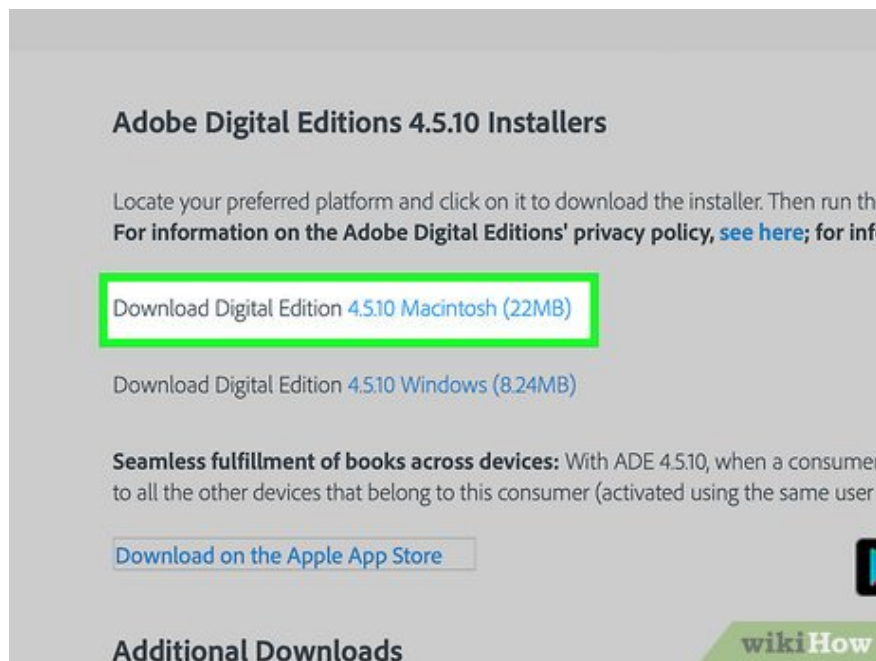 Adobe Digital Editions 4.5.10 Installers
Locate your preferred platform and click on it to download the installer. Then run
For information on the Adobe Digital Editions' privacy policy, see here; for
Download Digital Edition 4.5.10 Macintosh (22MB)
Download Digital Edition 4.5.10 Windows (8.24MB)
Seamless fulfillment of books across devices: With ADE 4.5.10, when a consumer
to all the other devices that belong to this consumer (activated using the same user
Download on the Apple App Store
Additional Downloads
wikiHow